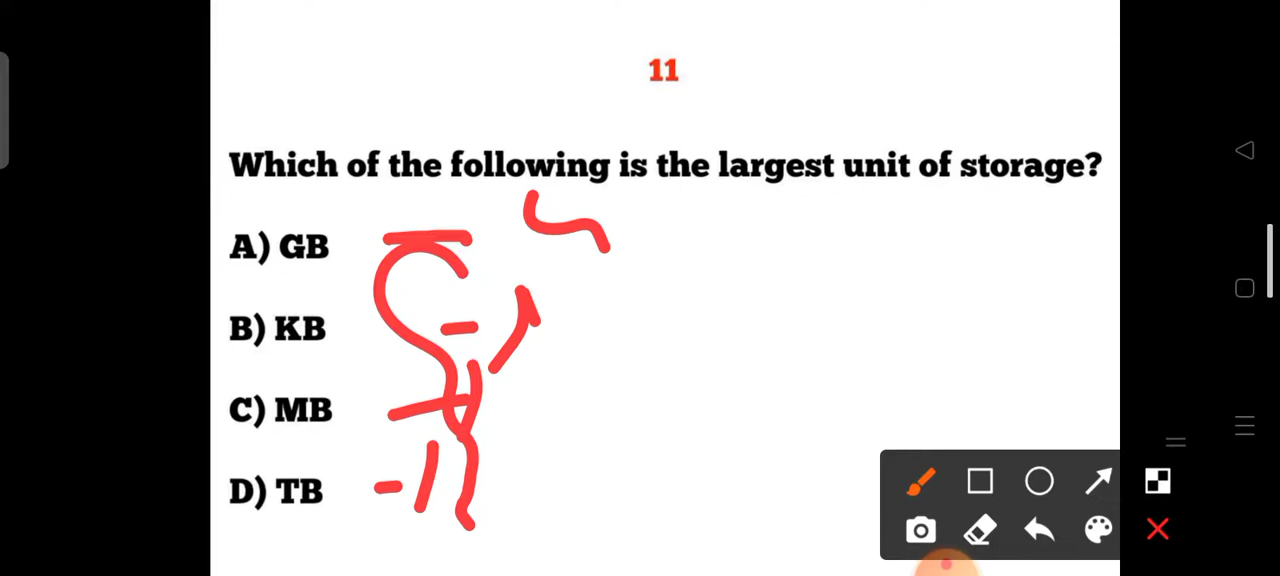 11
Which of the following is the largest unit of storage?
A) GB
B) KB
C) MB
D) TB